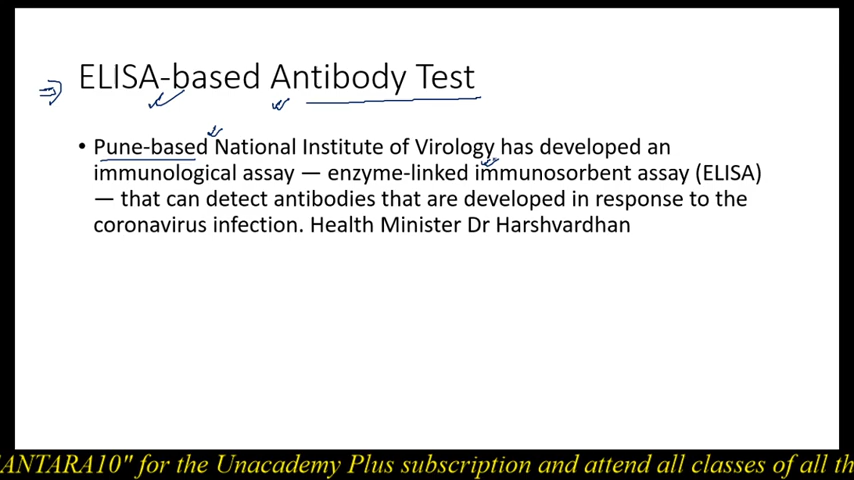 ELISA-based Antibody Test
• Pune-based National Institute of Virology has developed an
immunological assay — enzyme-linked immunosorbent assay (ELISA)
— that can detect antibodies that are developed in response to the
coronavirus infection. Health Minister Dr Harshvardhan
ANTARA10" for the Unacademy Plus subscription and attend all classes of all th